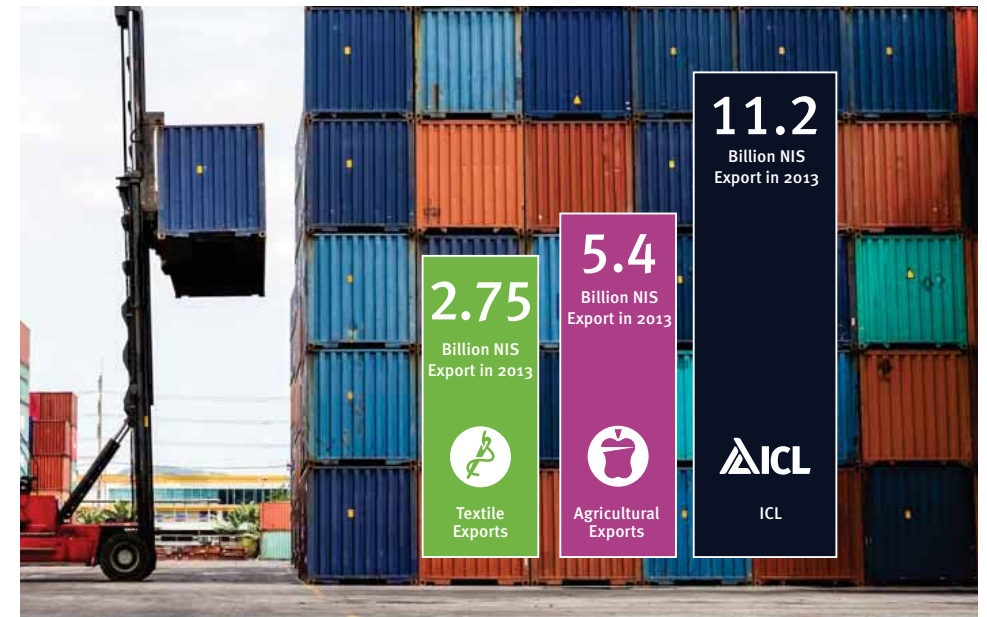 2.75
Billion NIS
Export in 2013
Textile
Exports
5.4
Billion NIS
Export in 2013
Agricultural
Exports
11.2
Billion NIS
Export in 2013
ICL
ICL